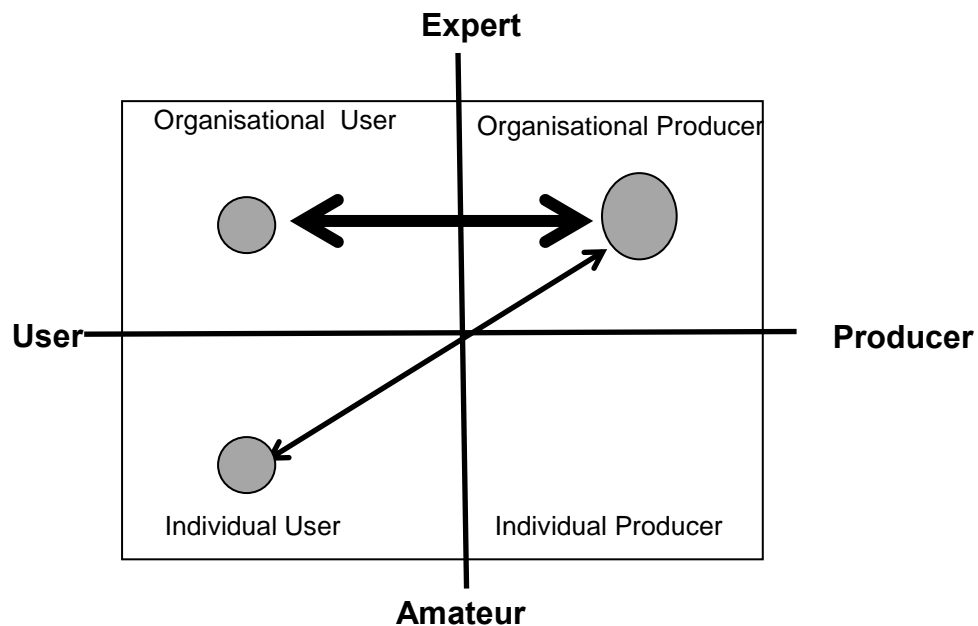 Expert
Organisational  User
Organisational Producer
User
Producer
Individual User
Individual Producer
Amateur